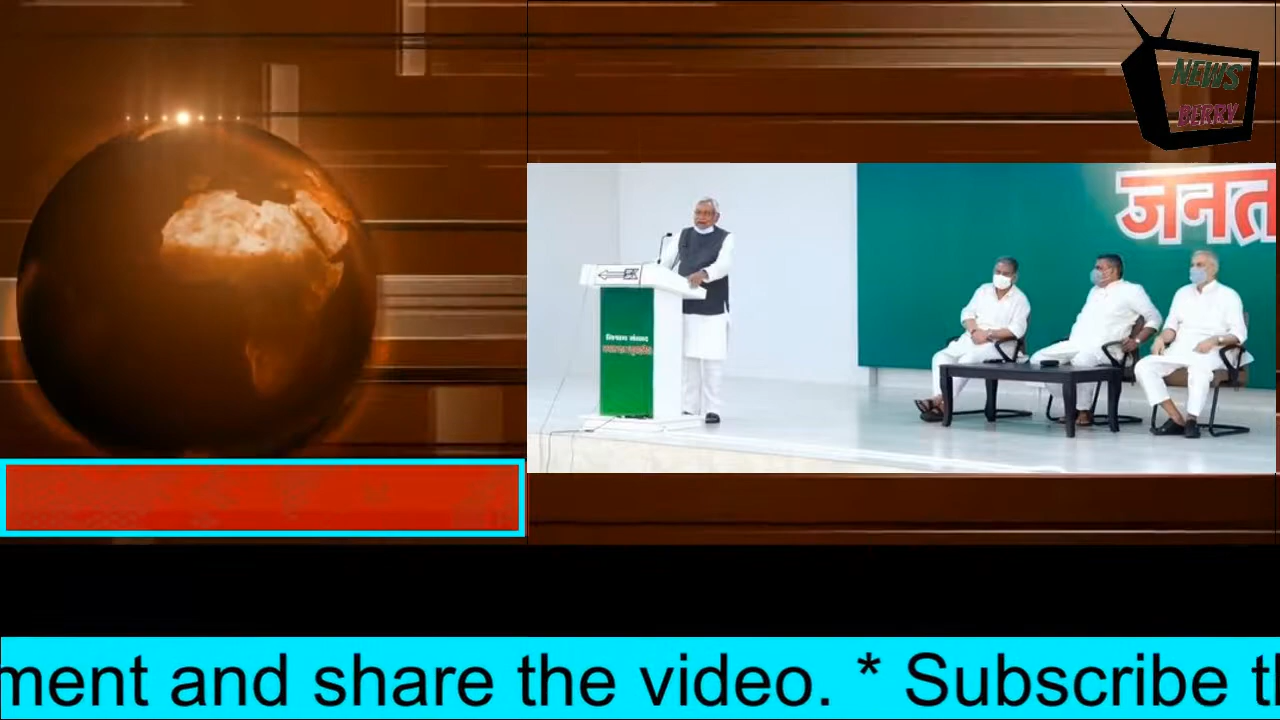 NEWS
BERRY
जनत
ment and share the video. * Subscribe t